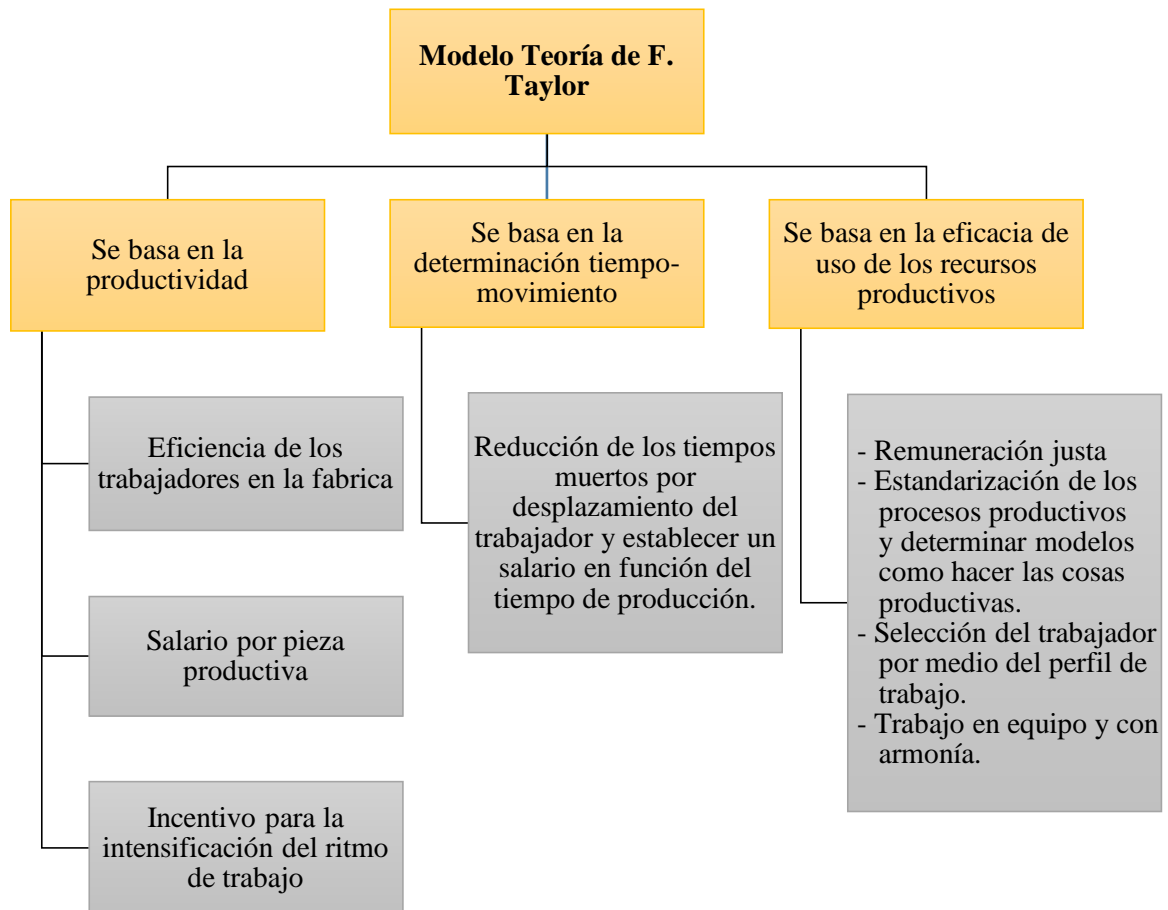 Modelo Teoría de F.
Taylor
Se basa en la
productividad
Eficiencia de los
trabajadores en la fabrica
Salario por pieza
productiva
Incentivo para la
intensificación del ritmo
de trabajo
Se basa en la
determinación tiempo-
movimiento
Reducción de los tiempos
muertos por
desplazamiento del
trabajador y establecer un
salario en función del
tiempo de producción.
Se basa en la eficacia de
uso de los recursos
productivos
- Remuneración justa
- Estandarización de los
procesos productivos
y determinar modelos
como hacer las cosas
productivas.
- Selección del trabajador
por medio del perfil de
trabajo.
- Trabajo en equipo y con
armonía.